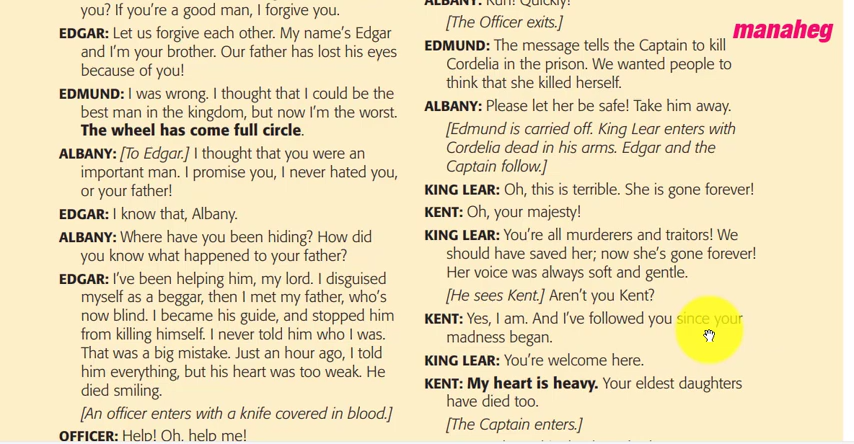 you? If you're a good man, I forgive you.
EDGAR: Let us forgive each other. My name's Edgar
and I'm your brother. Our father has lost his eyes
because of you!
EDMUND: I was wrong. I thought that I could be the
best man in the kingdom, but now I'm the worst.
The wheel has come full circle.
ALBANY: [To Edgar.] I thought that you were an
important man. I promise you, I never hated you,
or your father!
EDGAR: I know that, Albany.
ALBANY: Where have you been hiding? How did
you know what happened to your father?
EDGAR: I've been helping him, my lord. I disguised
myself as a beggar, then I met my father, who's
now blind. I became his guide, and stopped him
from killing himself. I never told him who I was.
That was a big mistake. Just an hour ago, I told
him everything, but his heart was too weak. He
died smiling.
[An officer enters with a knife covered in blood.]
OFFICER: Help! Oh, help me!
ALBANY: Run! Quickly!
[The Officer exits.]
manaheg
EDMUND: The message tells the Captain to kill
Cordelia in the prison. We wanted people to
think that she killed herself.
ALBANY: Please let her be safe! Take him away.
[Edmund is carried off. King Lear enters with
Cordelia dead in his arms. Edgar and the
Captain follow.]
KING LEAR: Oh, this is terrible. She is gone forever!
KENT: Oh, your majesty!
KING LEAR: You're all murderers and traitors! We
should have saved her; now she's gone forever!
Her voice was always soft and gentle.
[He sees Kent.] Aren't you Kent?
KENT: Yes, I am. And I've followed you since your
madness began.
KING LEAR: You're welcome here.
KENT: My heart is heavy. Your eldest daughters
have died too.
[The Captain enters.]